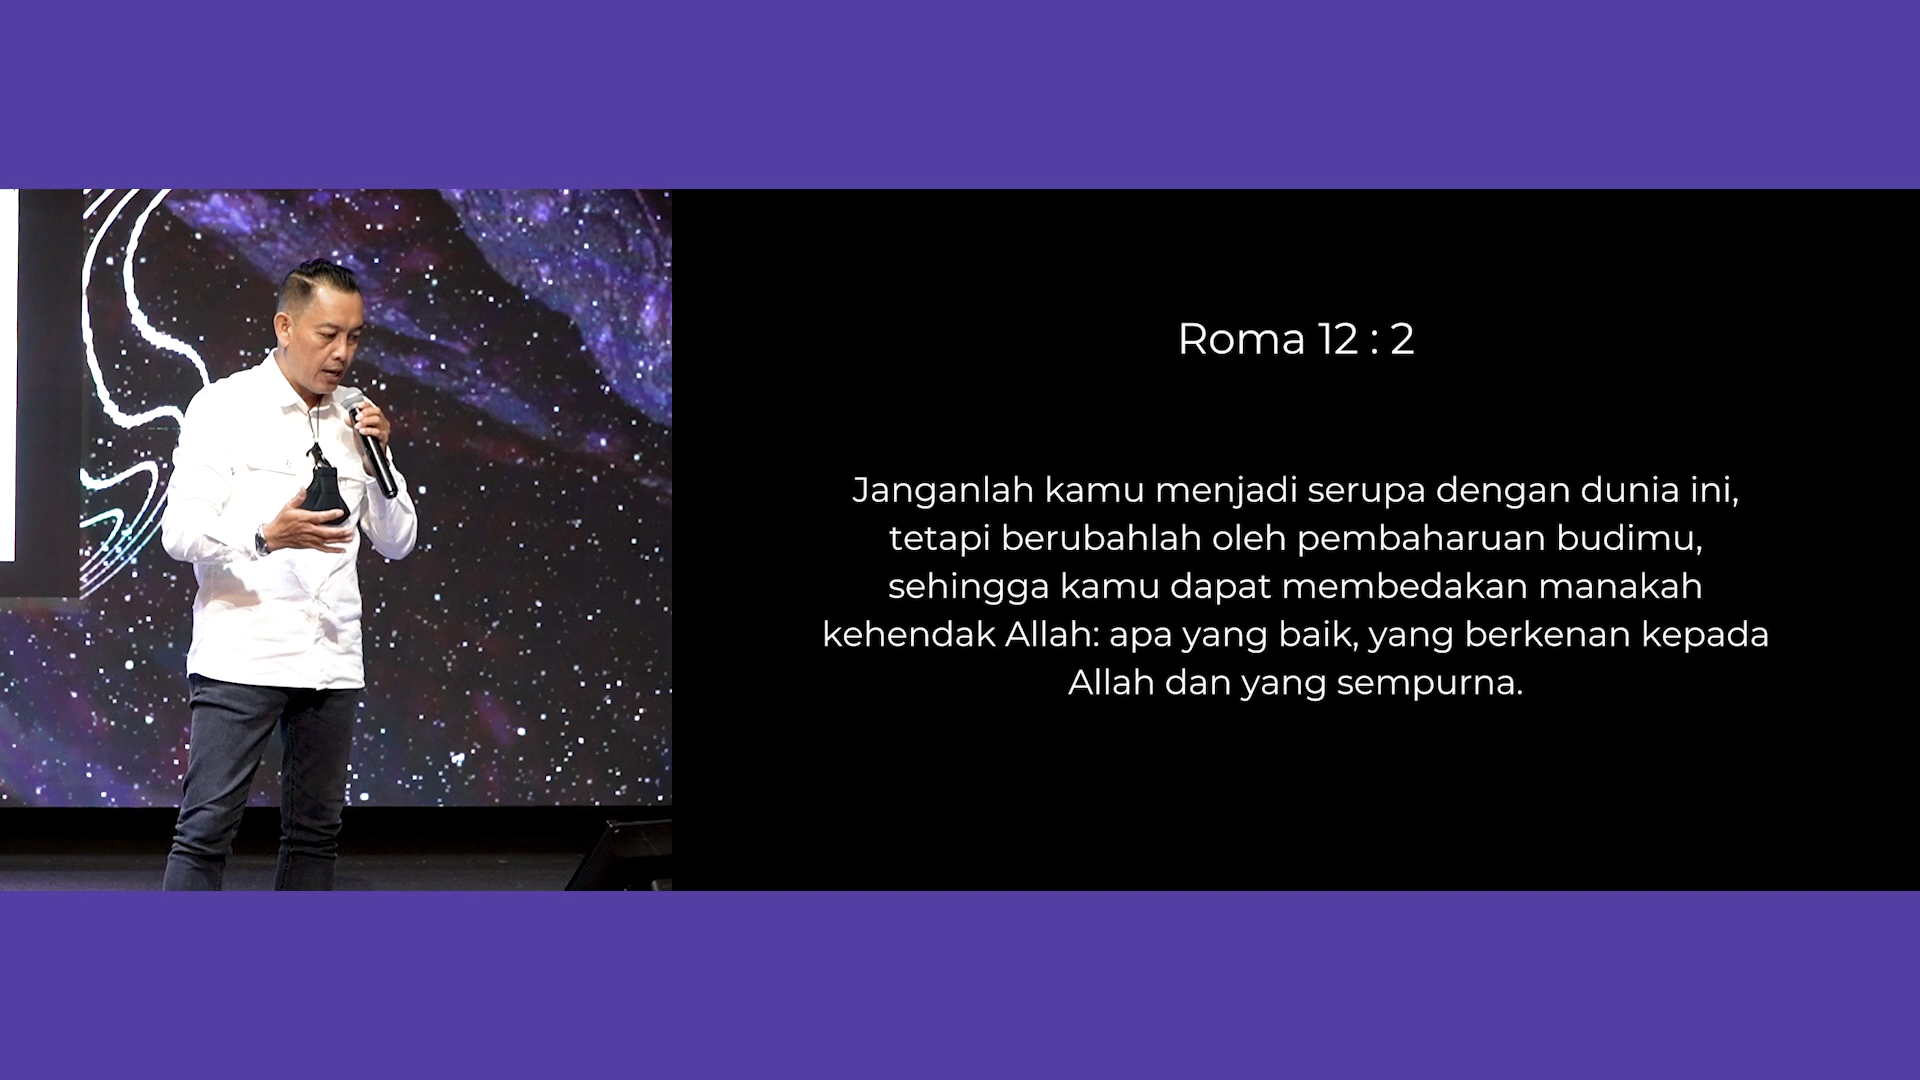 Roma 12 : 2
Janganlah kamu menjadi serupa dengan dunia ini,
tetapi berubahlah oleh pembaharuan budimu,
sehingga kamu dapat membedakan manakah
kehendak Allah: apa yang baik, yang berkenan kepada
Allah dan yang sempurna.